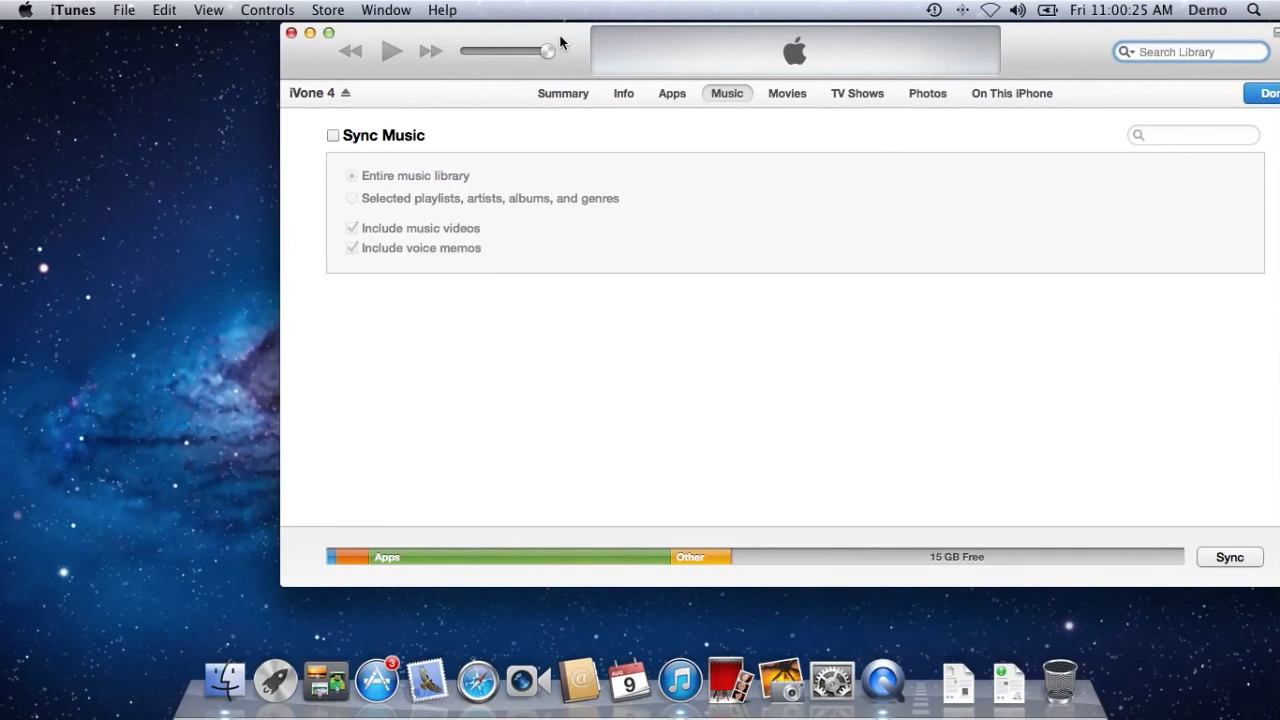 iTunes File Edit View Controls Store Window Help Fri 11:00:25 AM Demo
Search Library
iVone 4 Summary Info Apps Music Movies TV Shows Photos On This iPhone Don
Sync Music
Entire music library
Selected playlists, artists, albums, and genres
Include music videos
Include voice memos
Apps Other 15 GB Free Sync
3
9